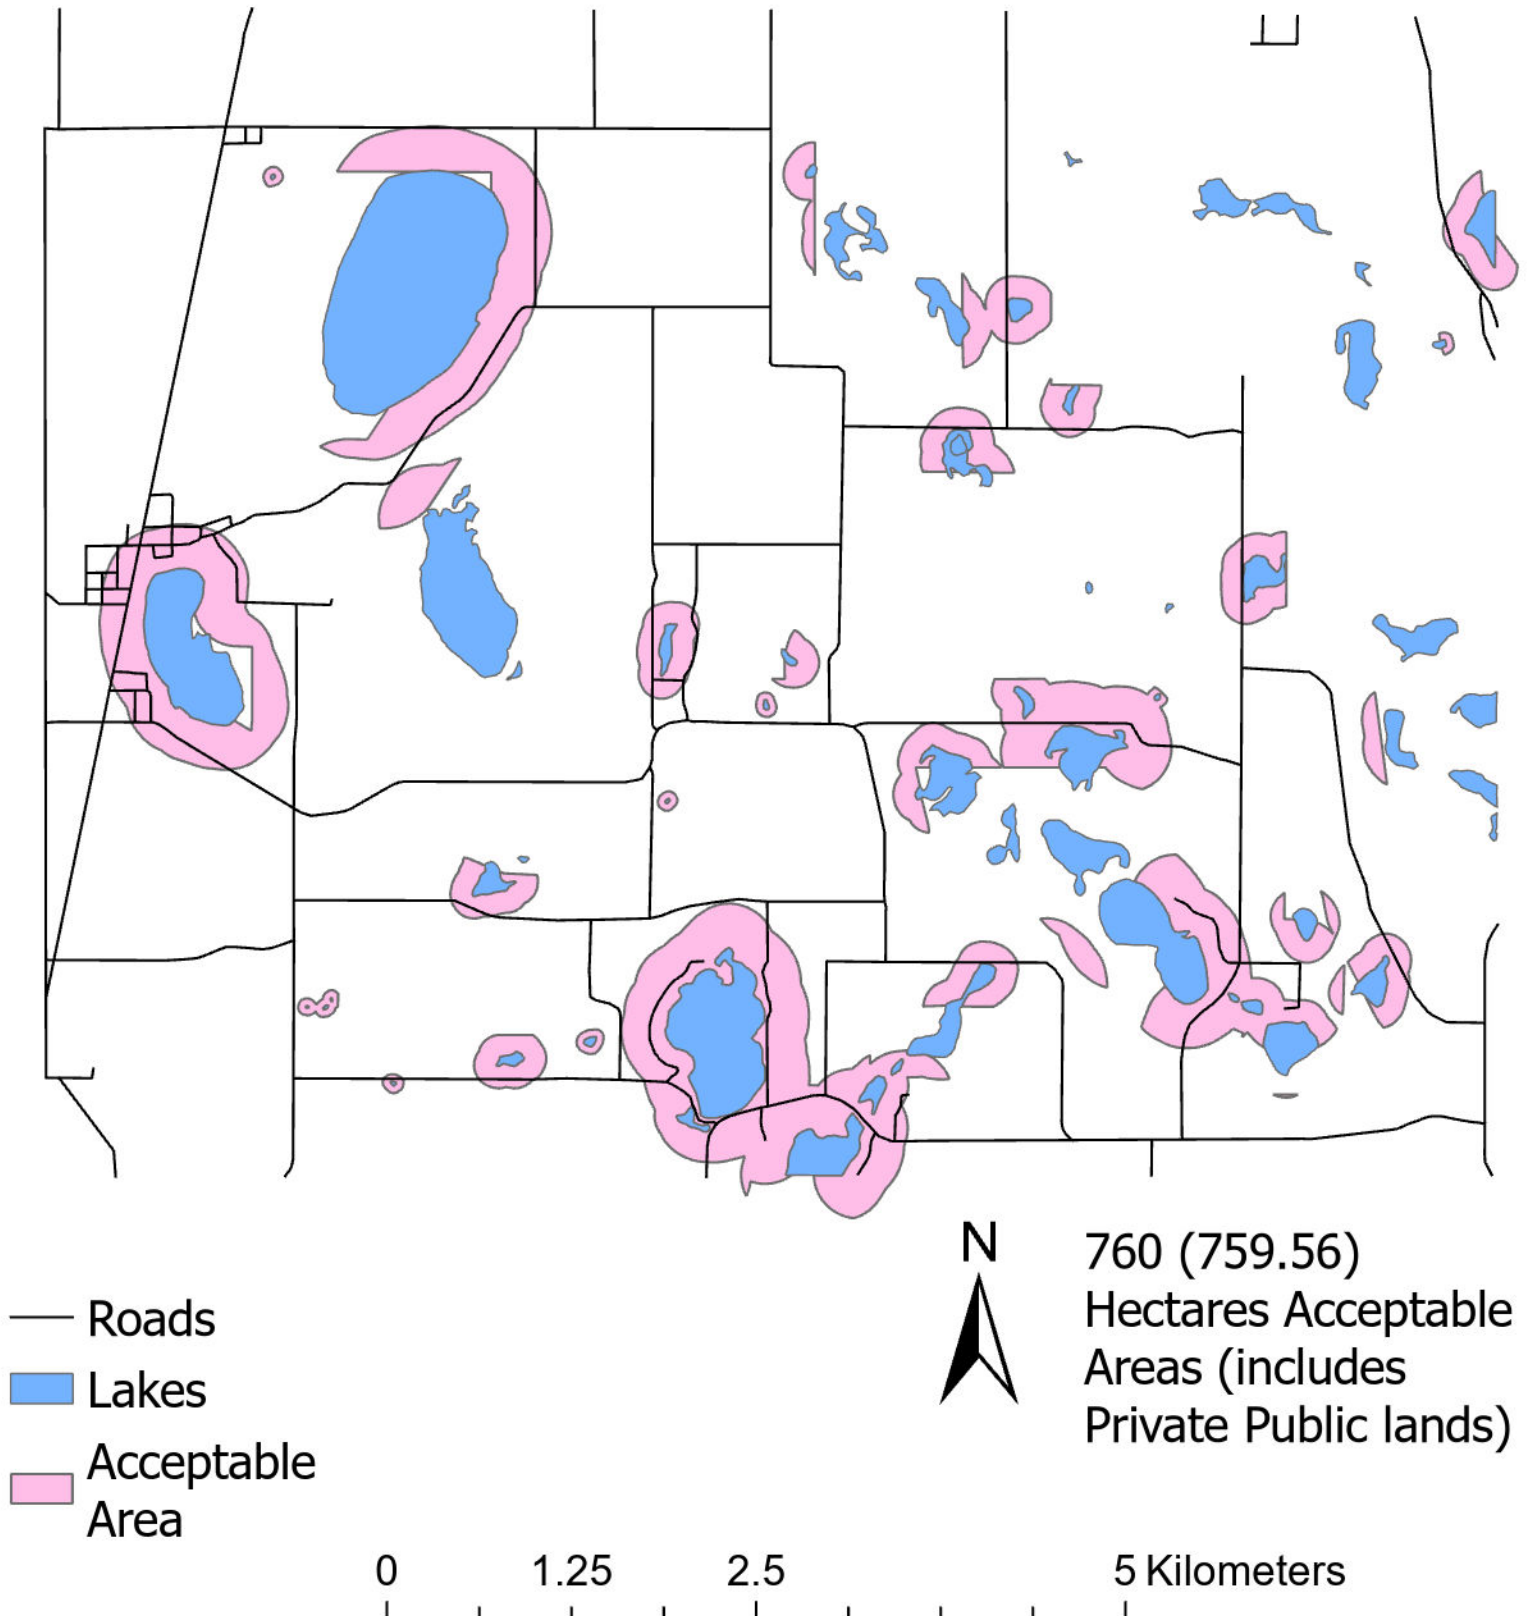 N
760 (759.56)
Hectares Acceptable
Areas (includes
Private Public lands)
Roads
Lakes
Acceptable
Area
0 1.25 2.5 5 Kilometers